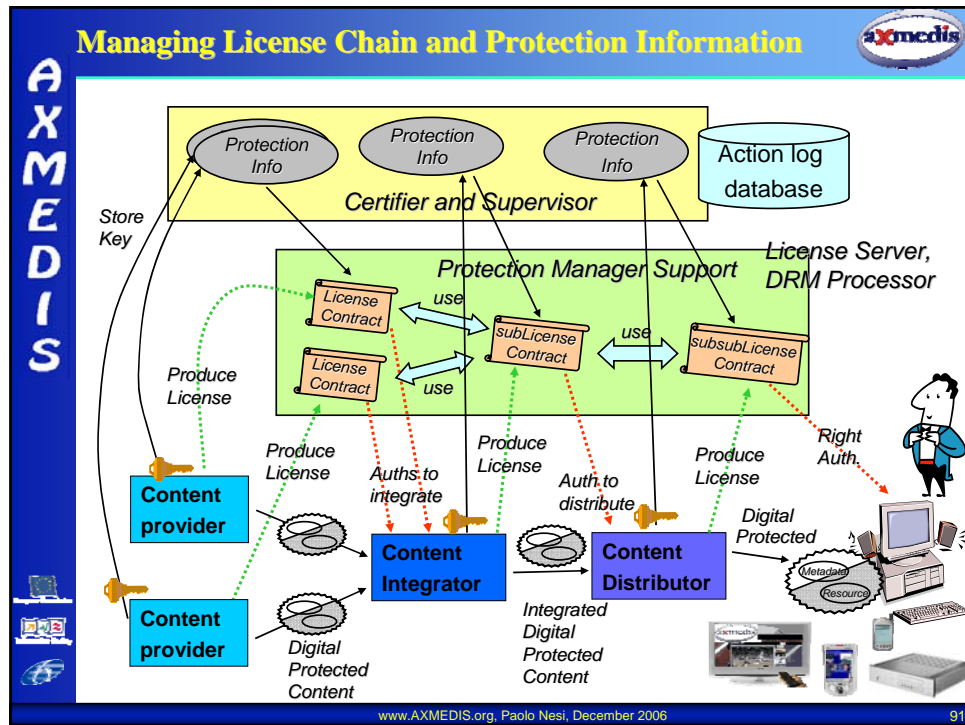 Managing License Chain and Protection Information
aXmedis
AXMEDIS
Protection
Info
Protection
Info
Protection
Info
Action log
database
Certifier and Supervisor
Store
Key
License Server,
DRM Processor
Protection Manager Support
License
Contract
use
subLicense
Contract
use
subsubLicense
Contract
License
Contract
use
Produce
License
Produce
License
Auths to
integrate
Produce
License
Auth to
distribute
Produce
License
Right
Auth.
Content
provider
Content
Integrator
Content
Distributor
Digital
Protected
Metadata
Resource
Content
provider
Digital
Protected
Content
Integrated
Digital
Protected
Content
axmedis
www.AXMEDIS.org, Paolo Nesi, December 2006
91